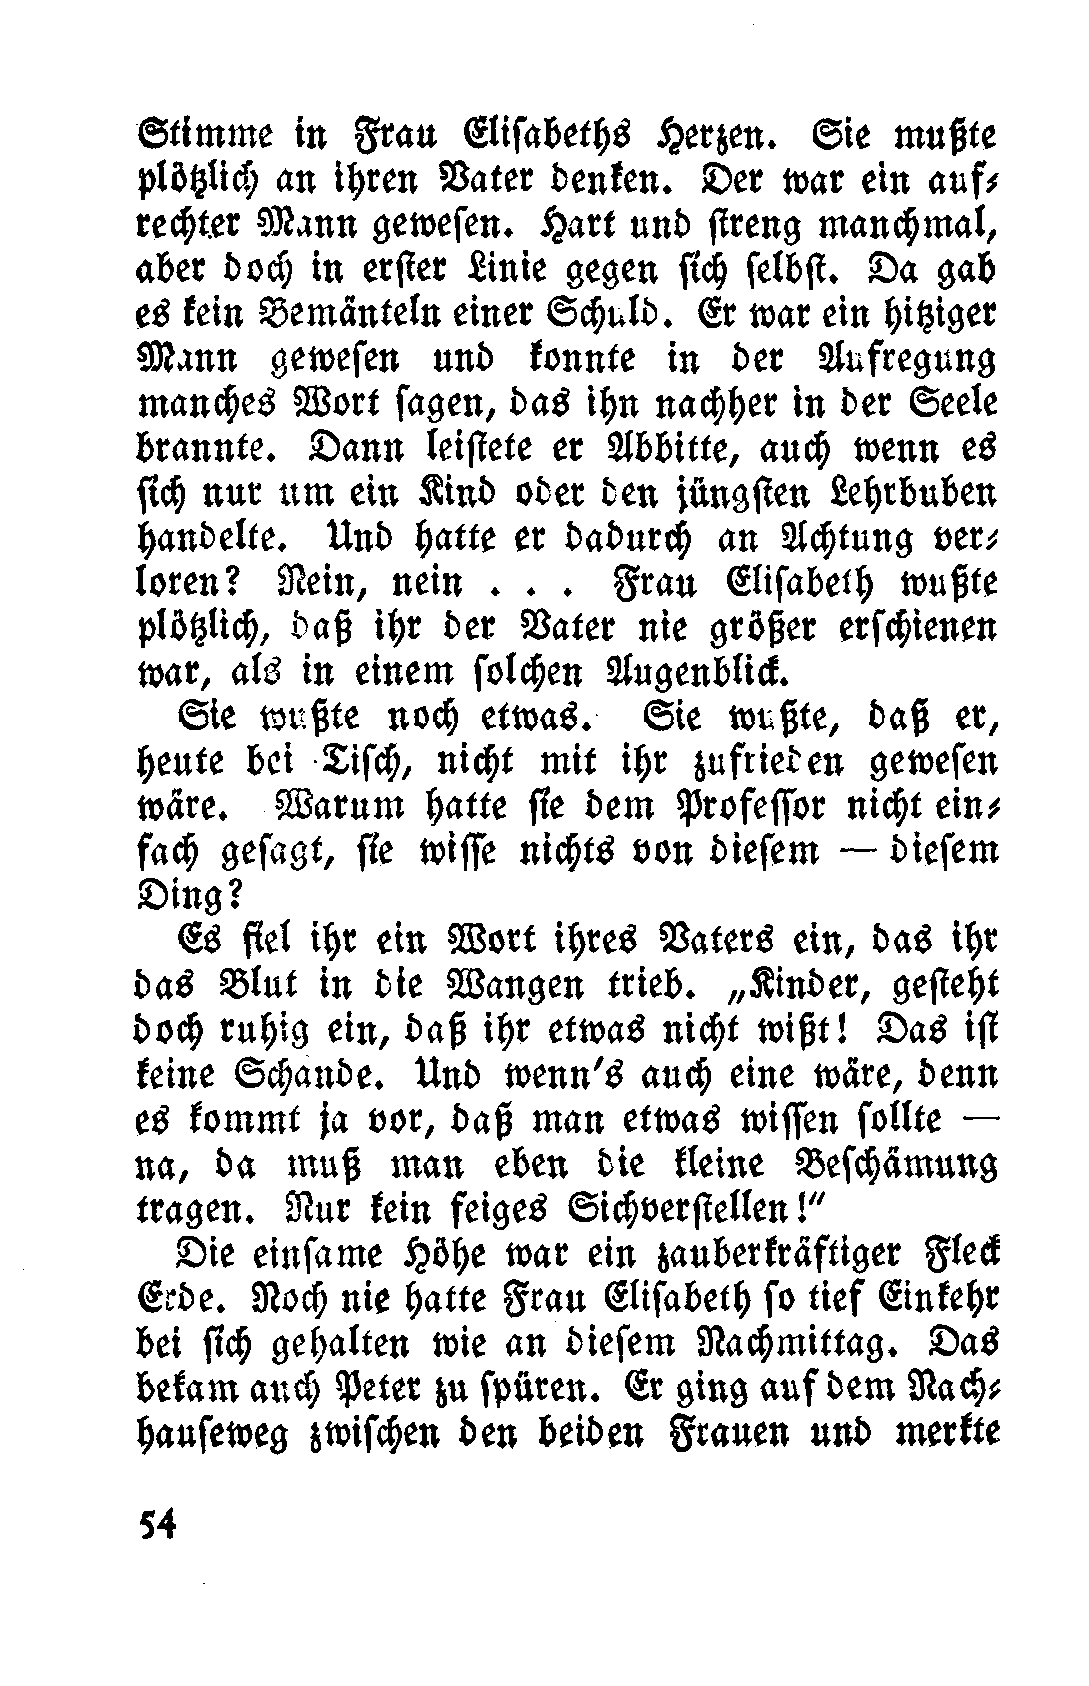 Stimme in Frau Elisabeths Herzen. Sie mußte
plötzlich an ihren Vater denken. Der war ein auf-
rechter Mann gewesen. Hart und streng manchmal,
aber doch in erster Linie gegen sich selbst. Da gab
es kein Bemänteln einer Schuld. Er war ein hitziger
Mann gewesen und konnte in der Aufregung
manches Wort sagen, das ihn nachher in der Seele
brannte. Dann leistete er Abbitte, auch wenn es
sich nur um ein Kind oder den jüngsten Lehrbuben
handelte. Und hatte er dadurch an Achtung ver-
loren? Nein, nein . . . Frau Elisabeth wußte
plötzlich, daß ihr der Vater nie größer erschienen
war, als in einem solchen Augenblick.
Sie wußte noch etwas. Sie wußte, daß er,
heute bei Tisch, nicht mit ihr zufrieden gewesen
wäre. Warum hatte sie dem Professor nicht ein-
fach gesagt, sie wisse nichts von diesem — diesem
Ding?
Es fiel ihr ein Wort ihres Vaters ein, das ihr
das Blut in die Wangen trieb. „Kinder, gesteht
doch ruhig ein, daß ihr etwas nicht wißt! Das ist
keine Schande. Und wenn's auch eine wäre, denn
es kommt ja vor, daß man etwas wissen sollte —
na, da muß man eben die kleine Beschämung
tragen. Nur kein feiges Sichverstellen!"
Die einsame Höhe war ein zauberkräftiger Fleck
Erde. Noch nie hatte Frau Elisabeth so tief Einkehr
bei sich gehalten wie an diesem Nachmittag. Das
bekam auch Peter zu spüren. Er ging auf dem Nach-
hauseweg zwischen den beiden Frauen und merkte
54